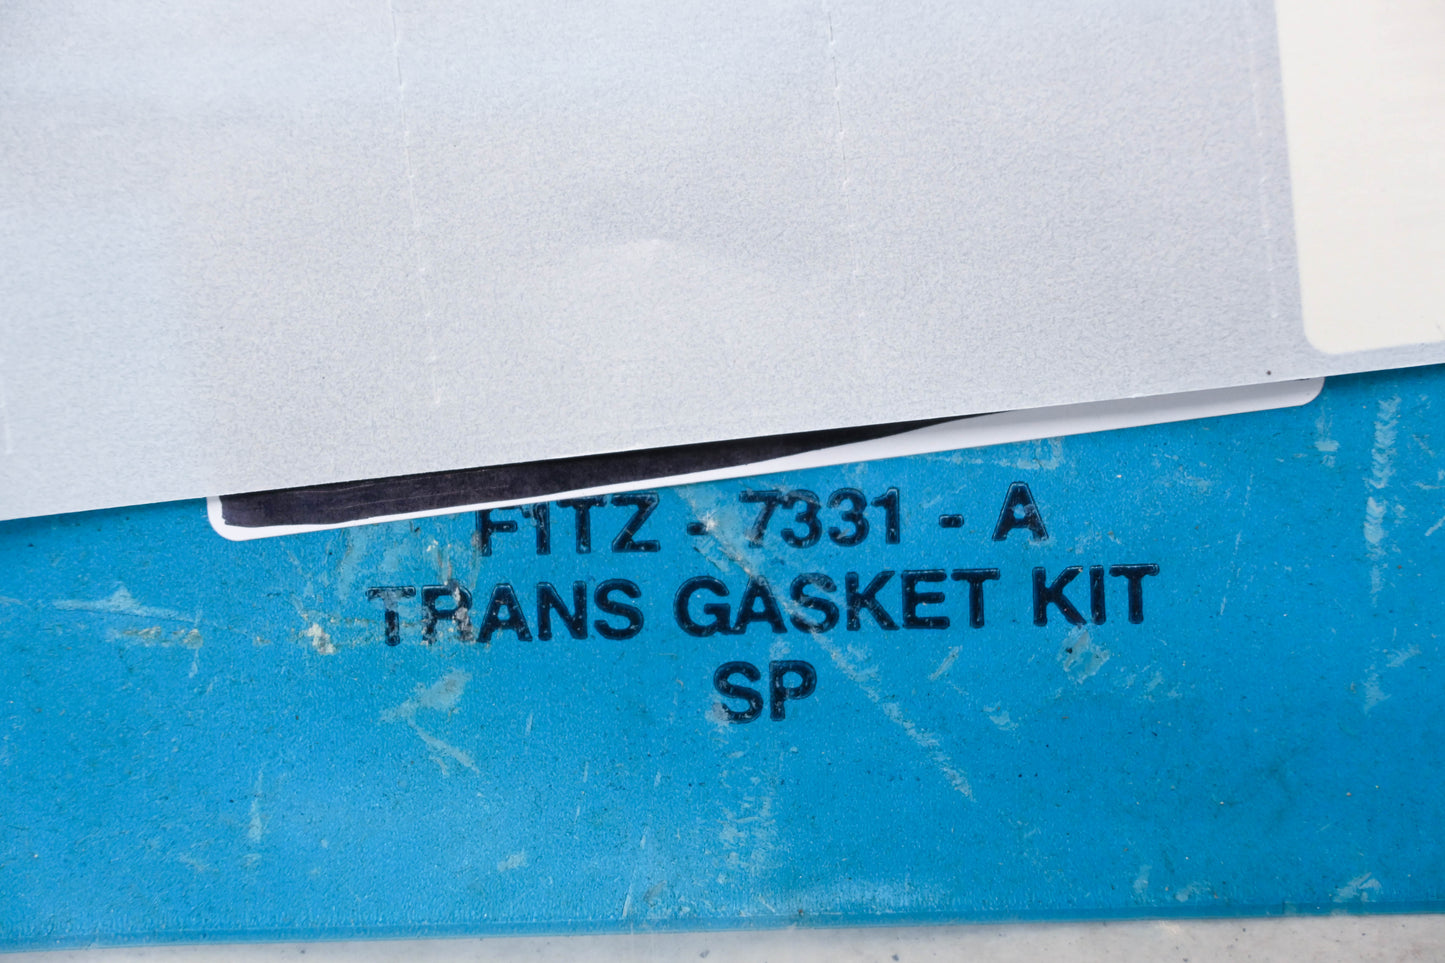 F1TZ - 7331 - A
TRANS GASKET KIT
SP